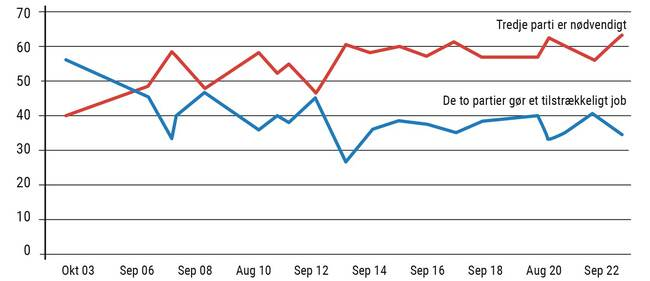 70
Tredje parti er nødvendigt
60
50
De to partier gør et tilstrækkeligt job
40
30
20
10
0
Okt 03 Sep 06 Sep 08 Aug 10 Sep 12 Sep 14 Sep 16 Sep 18 Aug 20 Sep 22